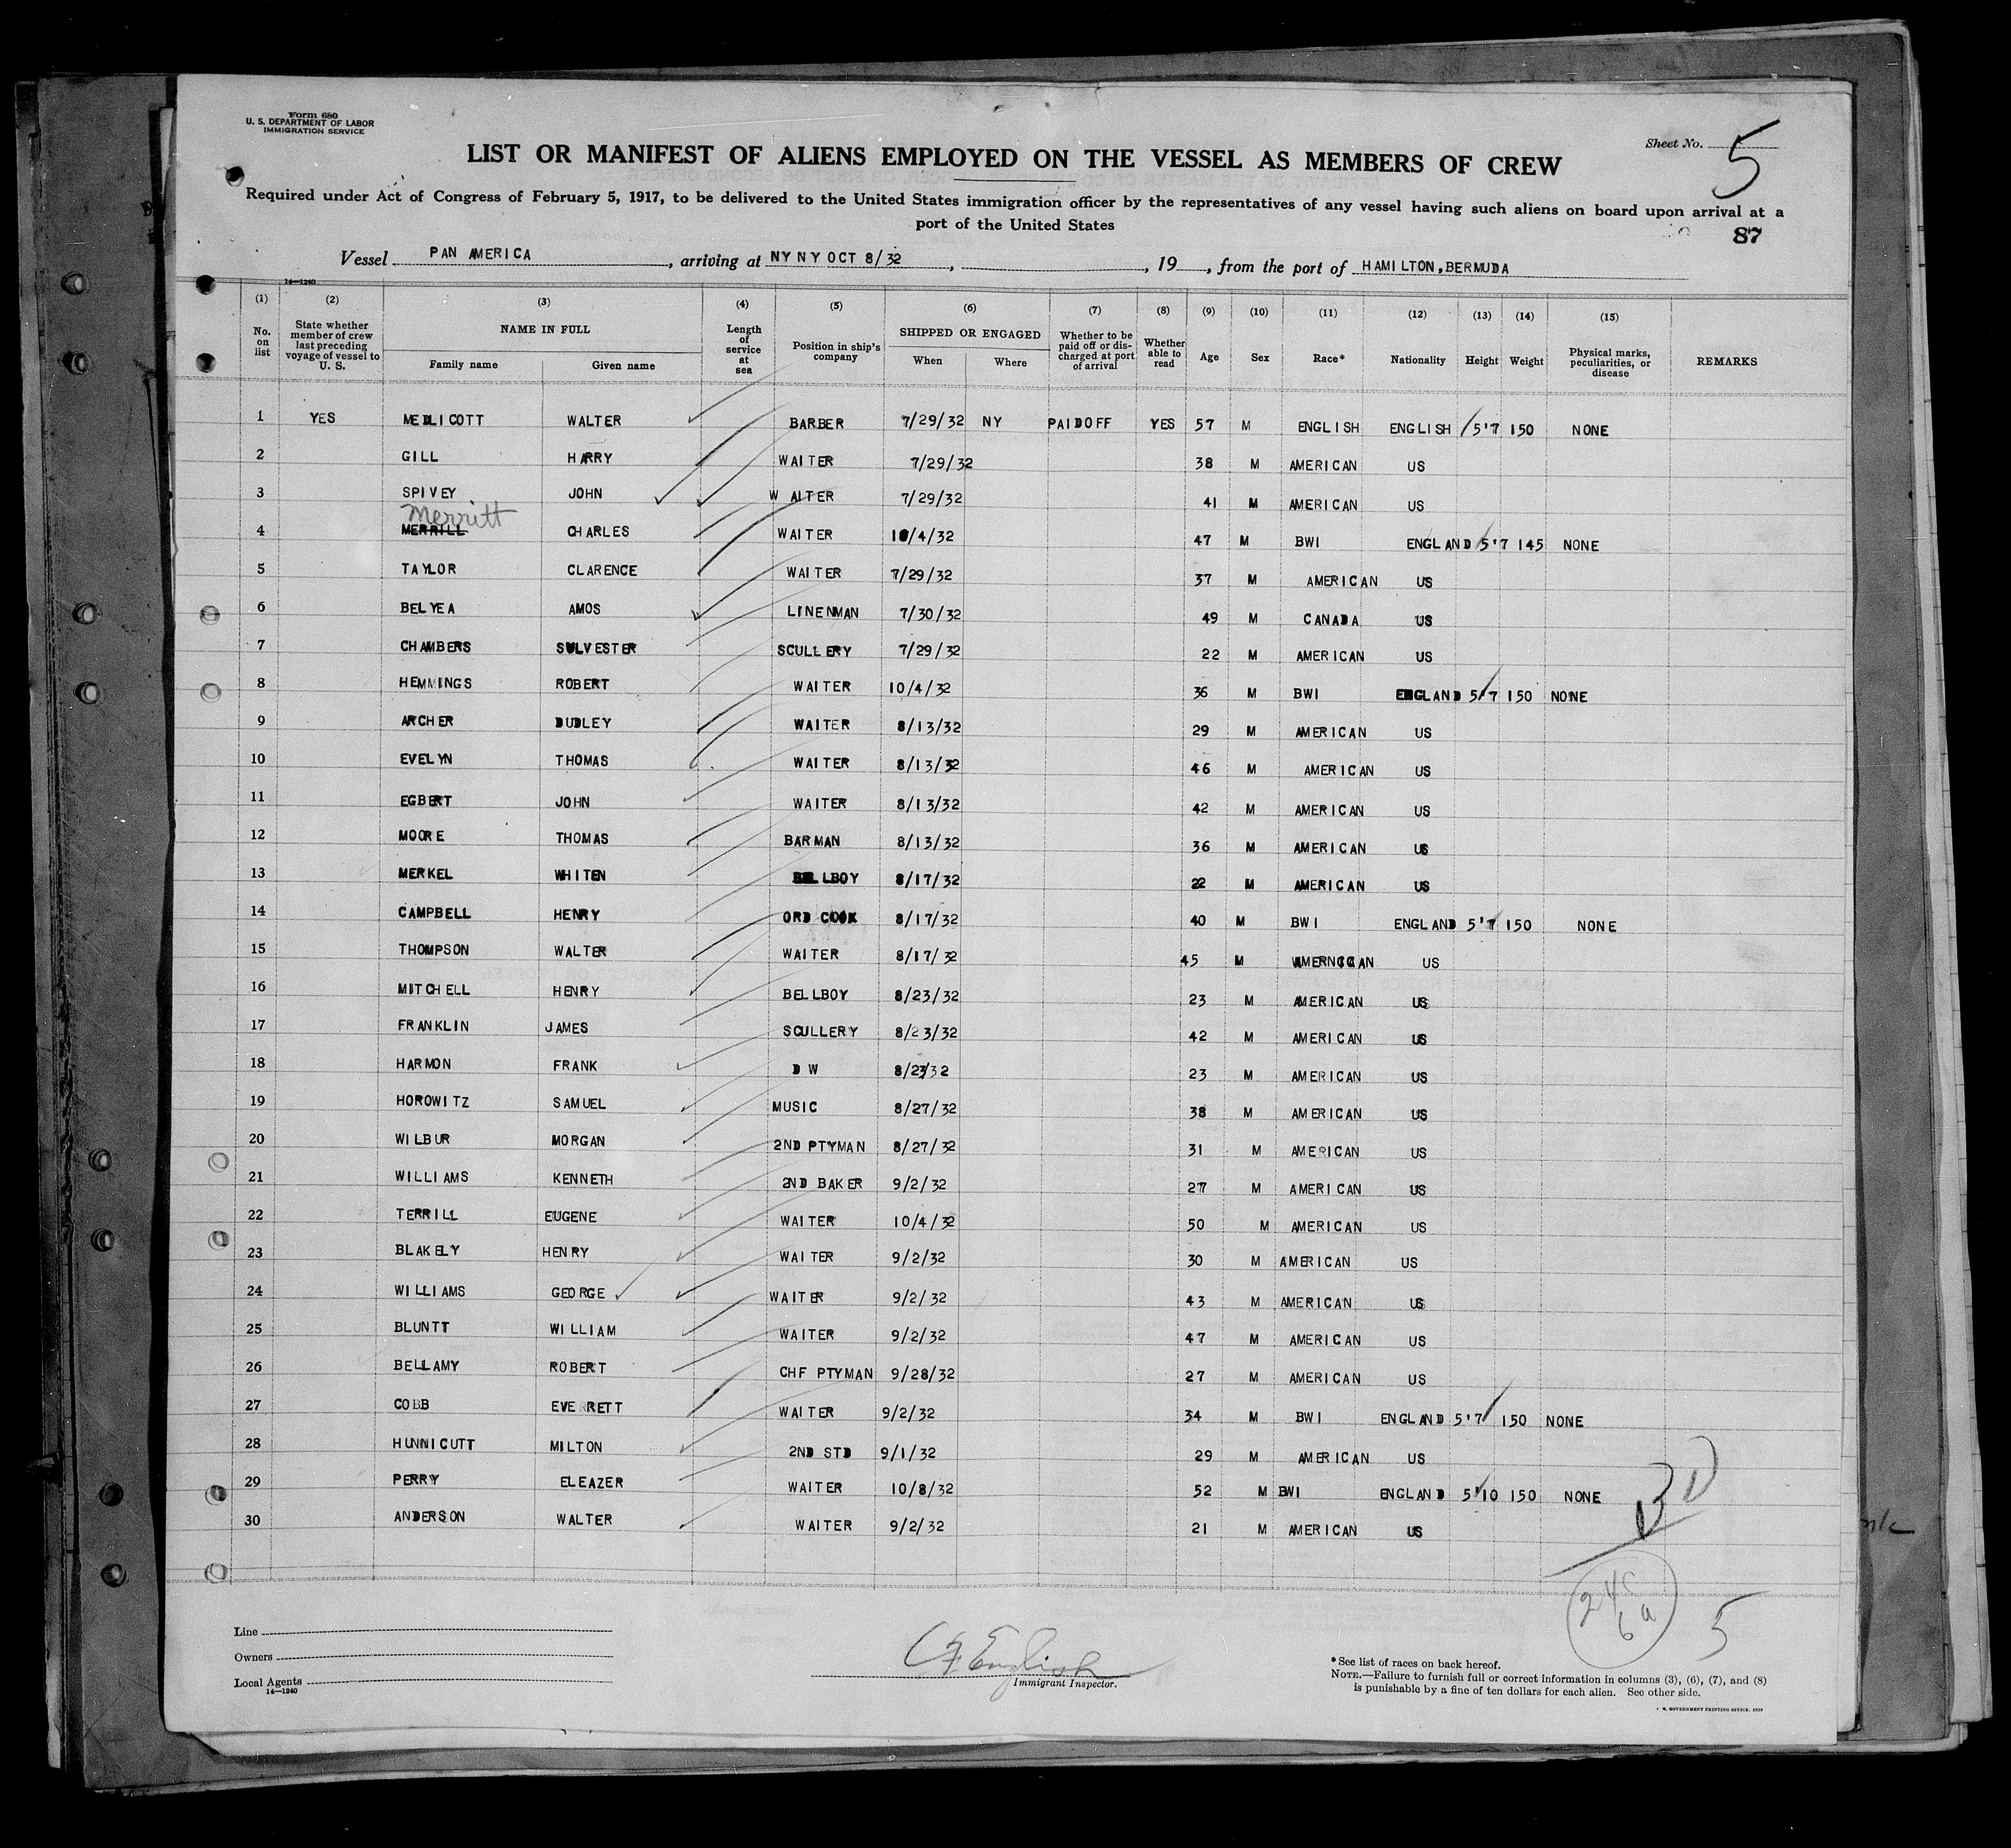 Form 680
U. S. DEPARTMENT OF LABOR
IMMIGRATION SERVICE
Sheet No. 5
LIST OR MANIFEST OF ALIENS EMPLOYED ON THE VESSEL AS MEMBERS OF CREW
Required under Act of Congress of February 5, 1917, to be delivered to the United States immigration officer by the representatives of any vessel having such aliens on board upon arrival at a
port of the United States
87
Vessel PAN AMERICA, arriving at NY NY OCT 8/32, , 19 , from the port of HAMILTON,BERMUDA
14—1240
(1) (2) (3) (4) (5) (6) (7) (8) (9) (10) (11) (12) (13) (14) (15)
No. on list State whether member of crew last preceding voyage of vessel to U. S. NAME IN FULL Family name Given name Length of service at sea Position in ship's company SHIPPED OR ENGAGED When Where Whether to be paid off or discharged at port of arrival Whether able to read Age Sex Race* Nationality Height Weight Physical marks, peculiarities, or disease REMARKS
1 YES MEDLICOTT WALTER BARBER 7/29/32 NY PAIDOFF YES 57 M ENGLISH ENGLISH 5'7 150 NONE
2 GILL HARRY WAITER 7/29/32 38 M AMERICAN US
3 SPIVEY JOHN W AITER 7/29/32 41 M AMERICAN US
Merritt
4 MERRILL CHARLES WAITER 10/4/32 47 M BWI ENGLAND 5'7 145 NONE
5 TAYLOR CLARENCE WAITER 7/29/32 37 M AMERICAN US
6 BELYEA AMOS LINENMAN 7/30/32 49 M CANADA US
7 CHAMBERS SULVESTER SCULLERY 7/29/32 22 M AMERICAN US
8 HEMMINGS ROBERT WAITER 10/4/32 36 M BWI ENGLAND 5'7 150 NONE
9 ARCHER DUDLEY WAITER 8/13/32 29 M AMERICAN US
10 EVELYN THOMAS WAITER 8/13/32 46 M AMERICAN US
11 EGBERT JOHN WAITER 8/13/32 42 M AMERICAN US
12 MOORE THOMAS BARMAN 8/13/32 36 M AMERICAN US
13 MERKEL WHITEN BELLBOY 8/17/32 22 M AMERICAN US
14 CAMPBELL HENRY ORD COOK 8/17/32 40 M BWI ENGLAND 5'7 150 NONE
15 THOMPSON WALTER WAITER 8/17/32 45 M US
16 MITCHELL HENRY BELLBOY 8/23/32 23 M AMERICAN US
17 FRANKLIN JAMES SCULLERY 8/23/32 42 M AMERICAN US
18 HARMON FRANK D W 8/23/32 23 M AMERICAN US
19 HOROWITZ SAMUEL MUSIC 8/27/32 38 M AMERICAN US
20 WILBUR MORGAN 2ND PTYMAN 8/27/32 31 M AMERICAN US
21 WILLIAMS KENNETH 2ND BAKER 9/2/32 27 M AMERICAN US
22 TERRILL EUGENE WAITER 10/4/32 50 M AMERICAN US
23 BLAKELY HENRY WAITER 9/2/32 30 M AMERICAN US
24 WILLIAMS GEORGE WAITER 9/2/32 43 M AMERICAN US
25 BLUNTT WILLIAM WAITER 9/2/32 47 M AMERICAN US
26 BELLAMY ROBERT CHF PTYMAN 9/28/32 27 M AMERICAN US
27 COBB EVERRETT WAITER 9/2/32 34 M BWI ENGLAND 5'7 150 NONE
28 HUNNICUTT MILTON 2ND STD 9/1/32 29 M AMERICAN US
29 PERRY ELEAZER WAITER 10/8/32 52 M BWI ENGLAND 5'10 150 NONE
30 ANDERSON WALTER WAITER 9/2/32 21 M AMERICAN US
Line
Owners
Local Agents
14—1240
English
Immigrant Inspector.
5
* See list of races on back hereof.
NOTE.—Failure to furnish full or correct information in columns (3), (6), (7), and (8)
is punishable by a fine of ten dollars for each alien. See other side.
U. S. GOVERNMENT PRINTING OFFICE: 1929